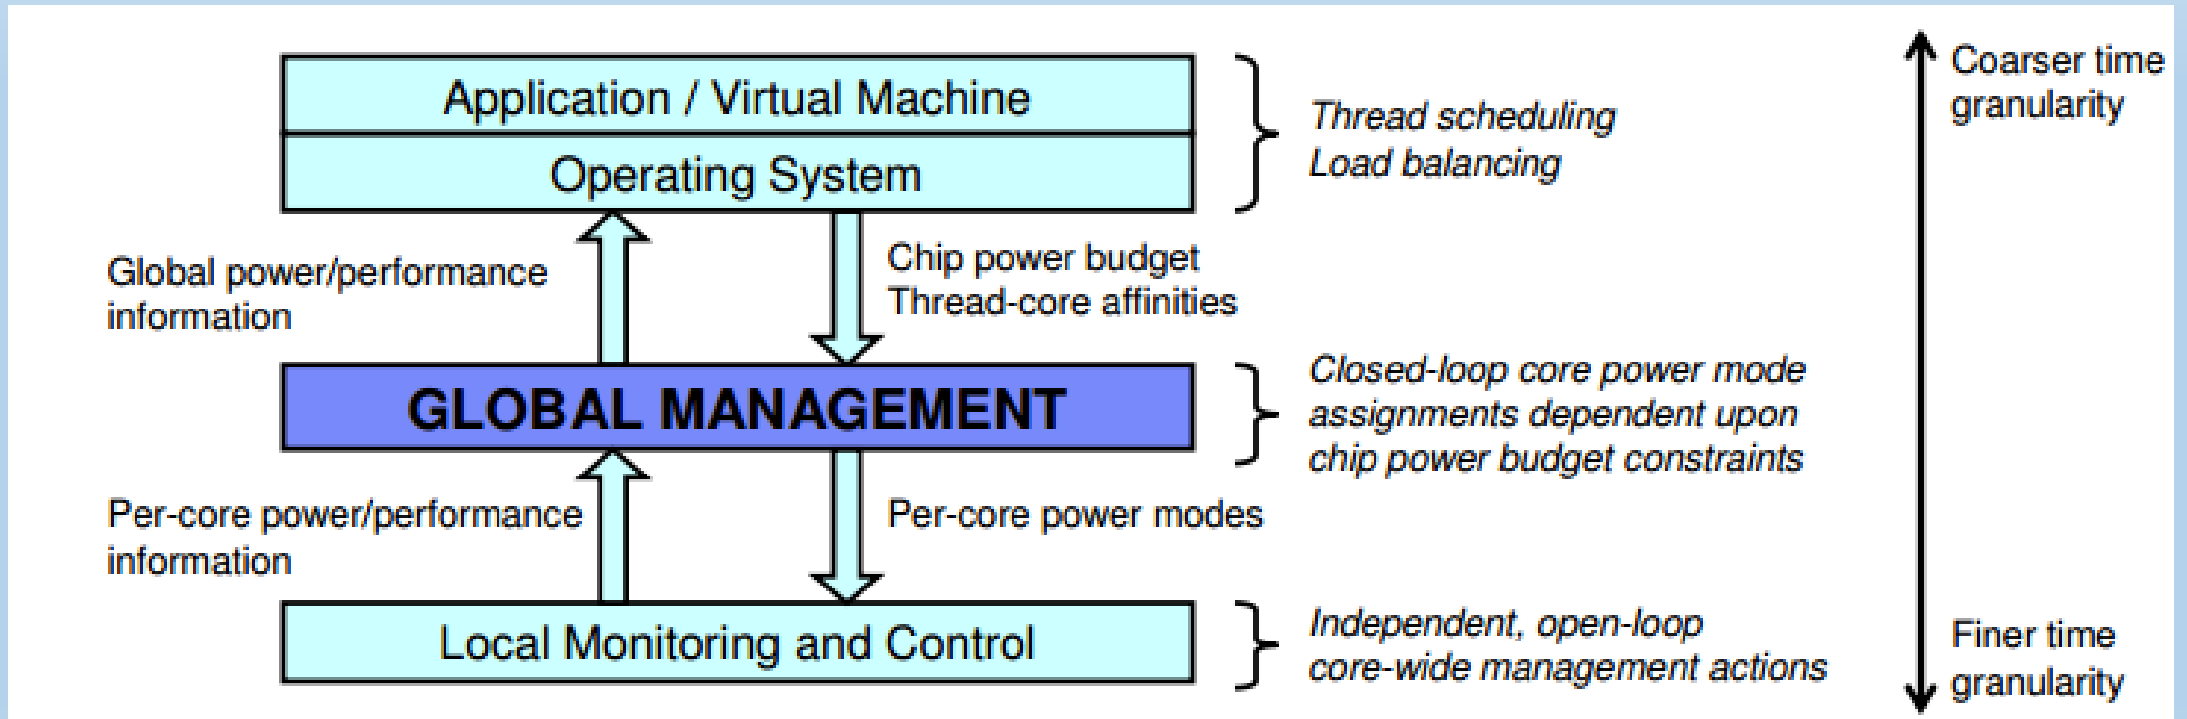 Application / Virtual Machine
Operating System
Thread scheduling
Load balancing
Coarser time
granularity
Global power/performance
information
Chip power budget
Thread-core affinities
GLOBAL MANAGEMENT
Closed-loop core power mode
assignments dependent upon
chip power budget constraints
Per-core power/performance
information
Per-core power modes
Local Monitoring and Control
Independent, open-loop
core-wide management actions
Finer time
granularity